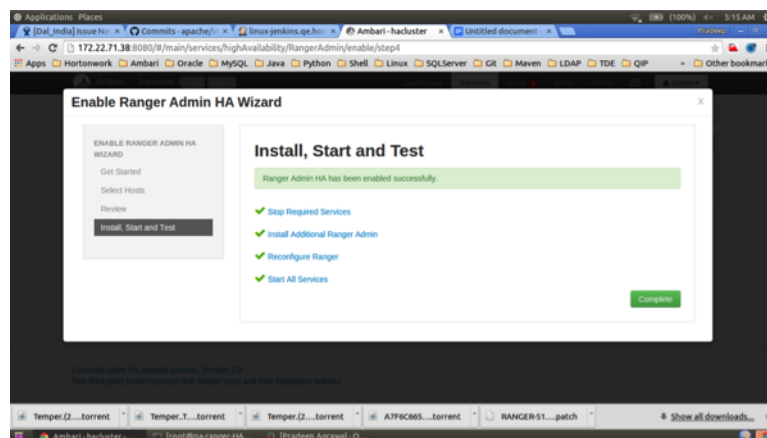 Applications Places
(100%) 5:15 AM
[Dal_India] Issue Na
Commits - apache/
linux-jenkins.qe.hor
Ambari - hacluster
Untitled document
Pradeep
172.22.71.38:8080/#/main/services/highAvailability/RangerAdmin/enable/step4
Apps Hortonwork Ambari Oracle MySQL Java Python Shell Linux SQLServer Git Maven LDAP TDE QIP » Other bookmar
Enable Ranger Admin HA Wizard
X
ENABLE RANGER ADMIN HA
WIZARD
Get Started
Select Hosts
Review
Install, Start and Test
Install, Start and Test
Ranger Admin HA has been enabled successfully.
Stop Required Services
Install Additional Ranger Admin
Reconfigure Ranger
Start All Services
Complete
Licensed under the Apache License, Version 2.0.
See third-party tools/resources that Ambari uses and their respective authors
Temper.(2....torrent
Temper..T....torrent
Temper.(2....torrent
A7F6C665....torrent
RANGER-51....patch
Show all downloads...
Ambari - hacluster -
[Pradeep Agrawal - O...